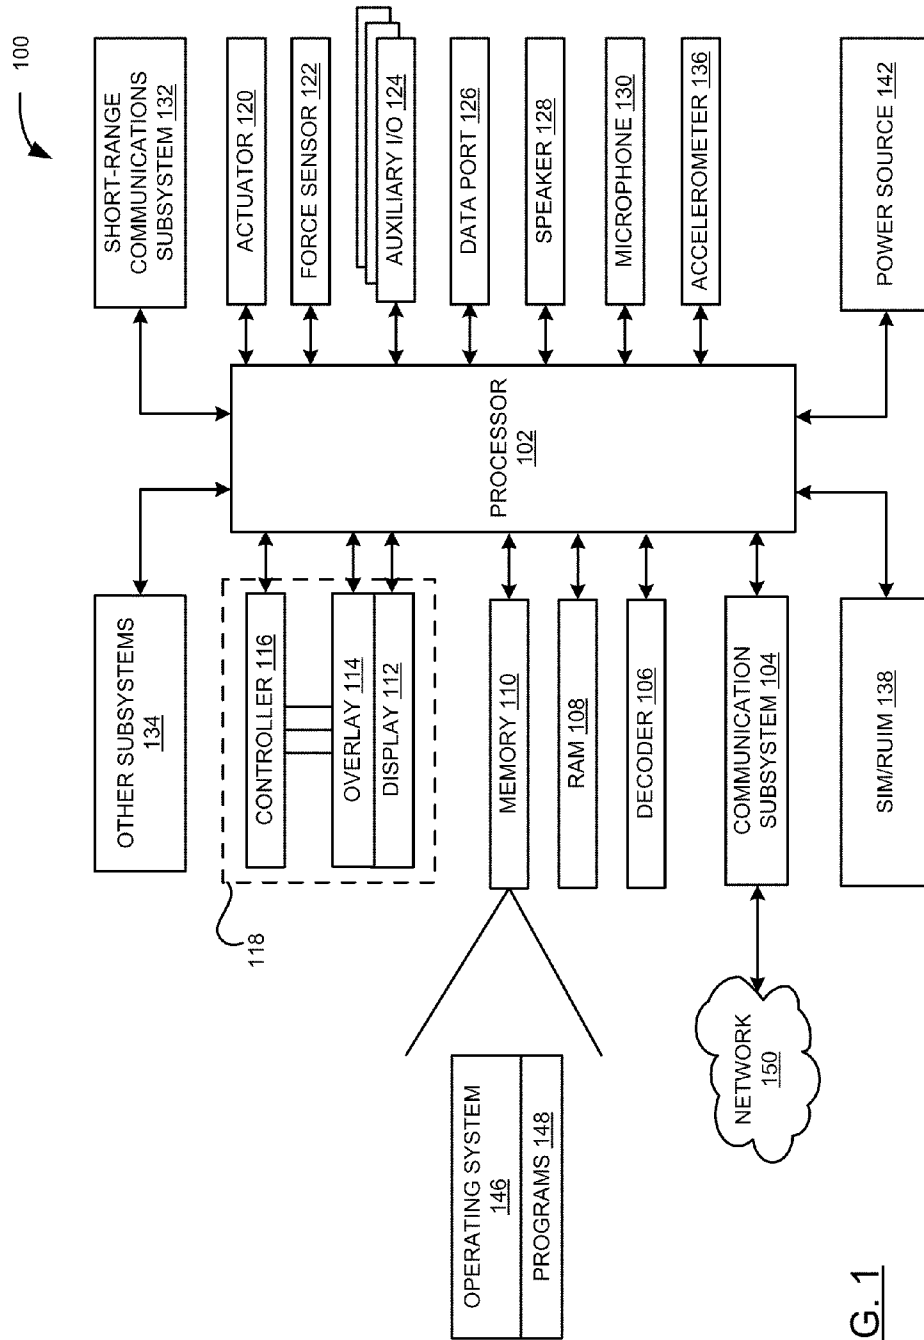 100
SHORT-RANGE
COMMUNICATIONS
SUBSYSTEM 132
ACTUATOR 120
FORCE SENSOR 122
AUXILIARY I/O 124
DATA PORT 126
SPEAKER 128
MICROPHONE 130
ACCELEROMETER 136
POWER SOURCE 142
PROCESSOR
102
OTHER SUBSYSTEMS
134
CONTROLLER 116
OVERLAY 114
DISPLAY 112
118
MEMORY 110
RAM 108
DECODER 106
COMMUNICATION
SUBSYSTEM 104
SIM/RUIM 138
OPERATING SYSTEM
146
PROGRAMS 148
NETWORK
150
G. 1